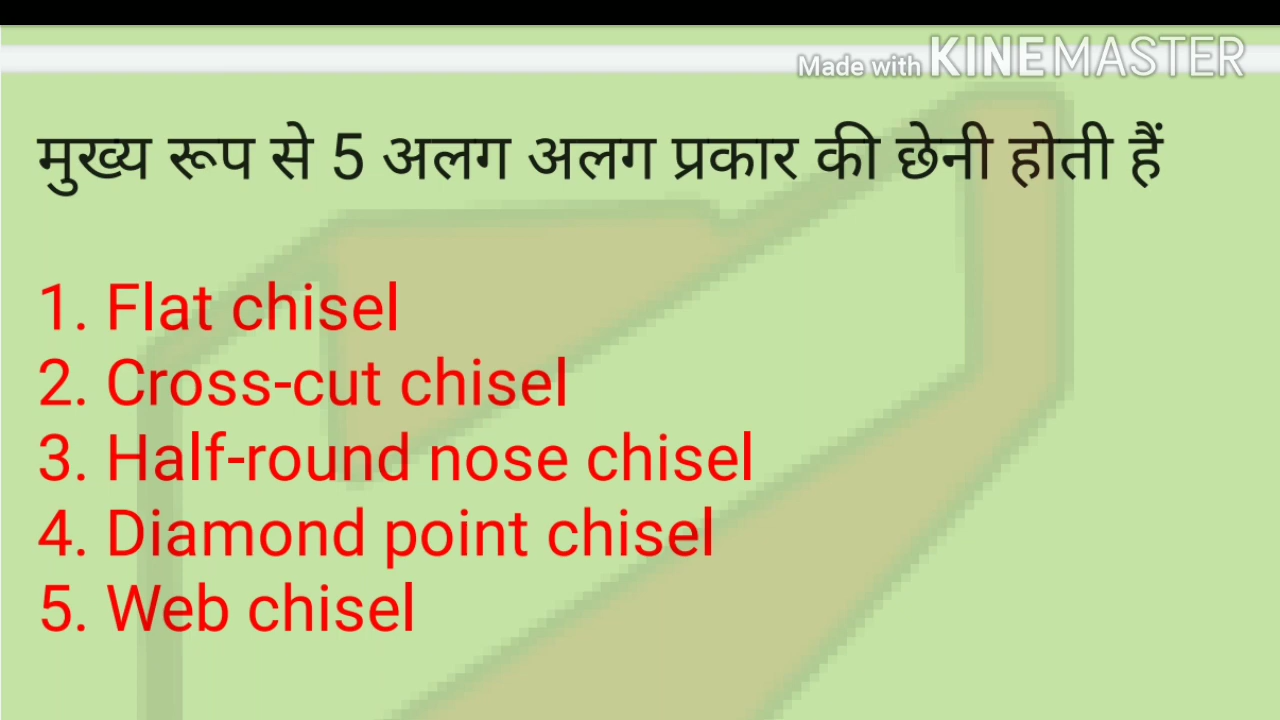 Made with KINEMASTER
मुख्य रूप से 5 अलग अलग प्रकार की छेनी होती हैं
1. Flat chisel
2. Cross-cut chisel
3. Half-round nose chisel
4. Diamond point chisel
5. Web chisel